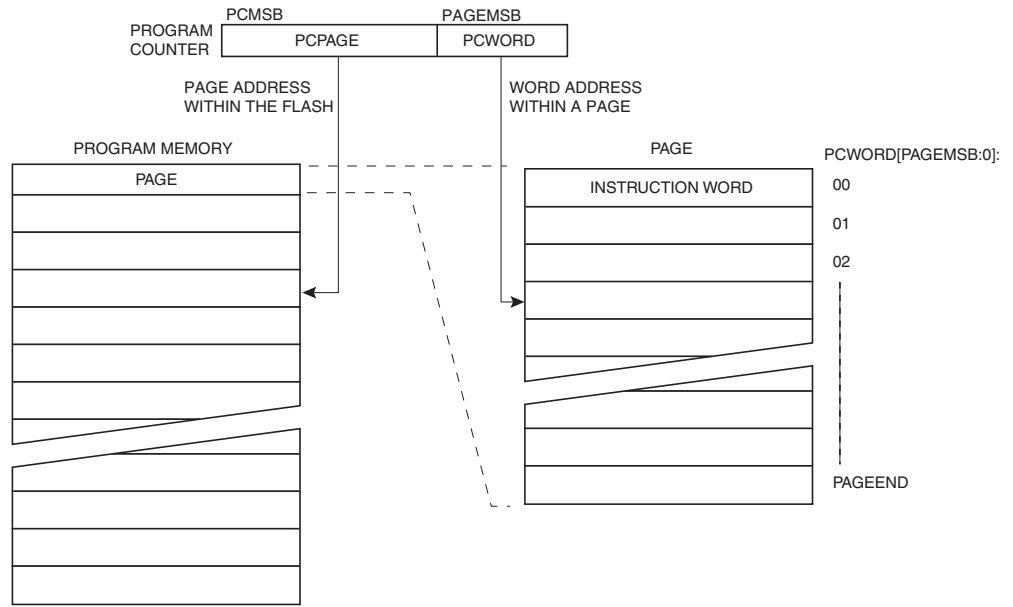 PCMSB
PAGEMSB
PROGRAM
COUNTER
PCPAGE
PCWORD
PAGE ADDRESS
WITHIN THE FLASH
WORD ADDRESS
WITHIN A PAGE
PROGRAM MEMORY
PAGE
PAGE
PCWORD[PAGEMSB:0]:
INSTRUCTION WORD
00
01
02
PAGEEND